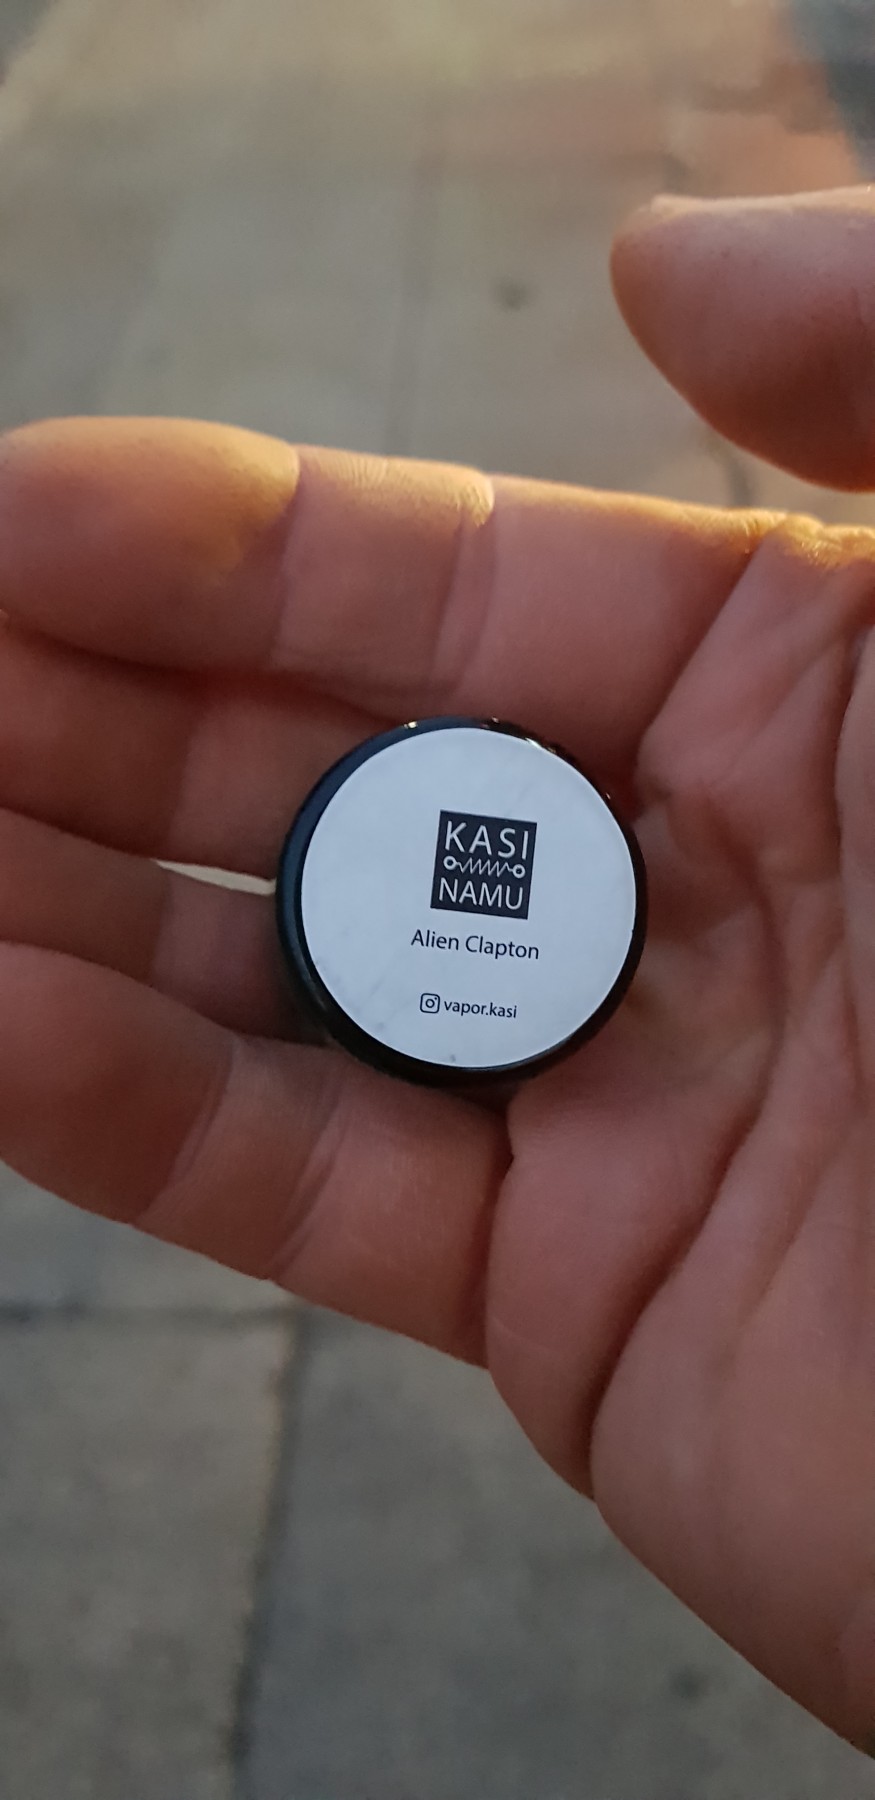 KASI
NAMU
Alien Clapton
vapor.kasi